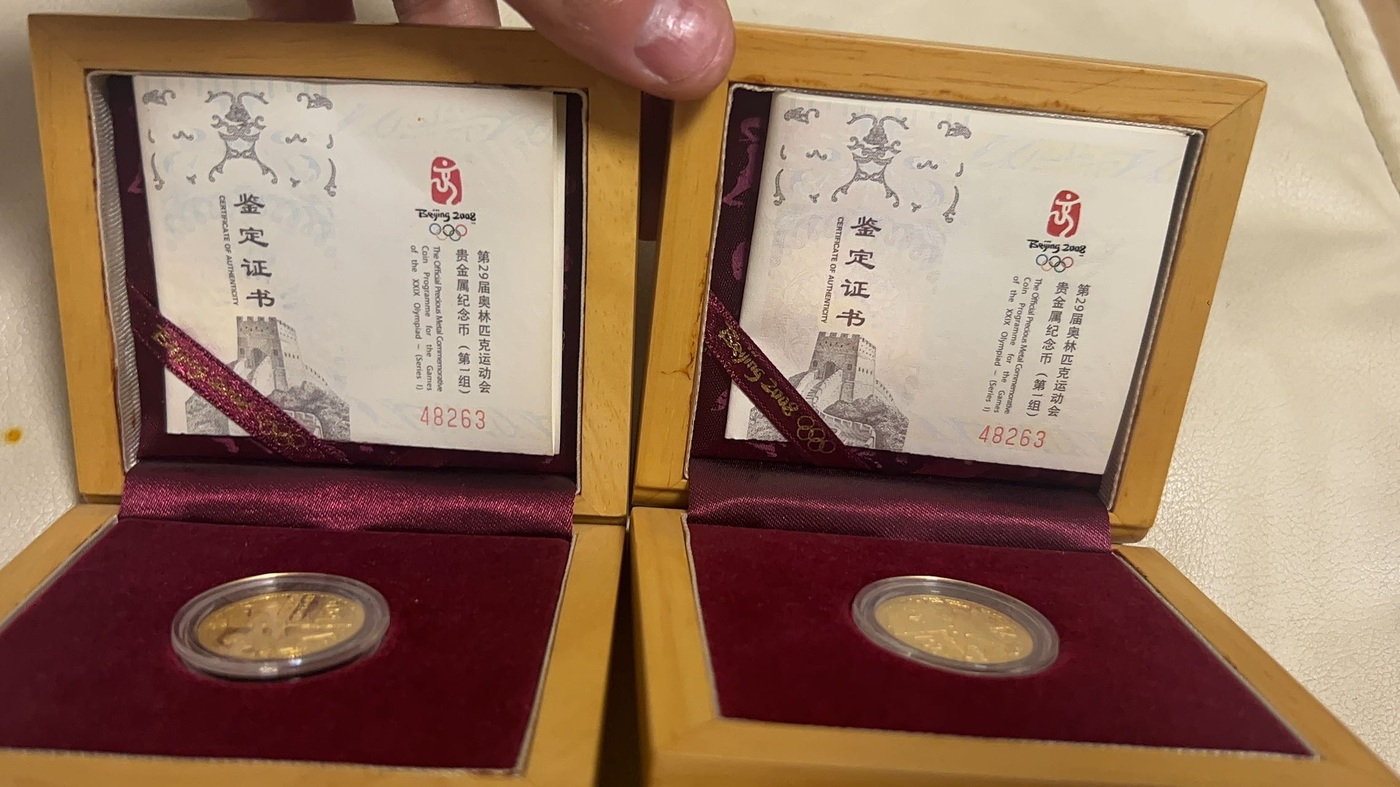 鉴定证书
CERTIFICATE OF AUTHENTICITY
Beijing 2008
第29届奥林匹克运动会
贵金属纪念币（第1组）
The Official Precious Metal Commemorative
Coin Programme for the Games
of the XXIX Olympiad – (Series I)
48263
Beijing 2008
鉴定证书
CERTIFICATE OF AUTHENTICITY
Beijing 2008
第29届奥林匹克运动会
贵金属纪念币（第1组）
The Official Precious Metal Commemorative
Coin Programme for the Games
of the XXIX Olympiad – (Series I)
48263
Beijing 2008